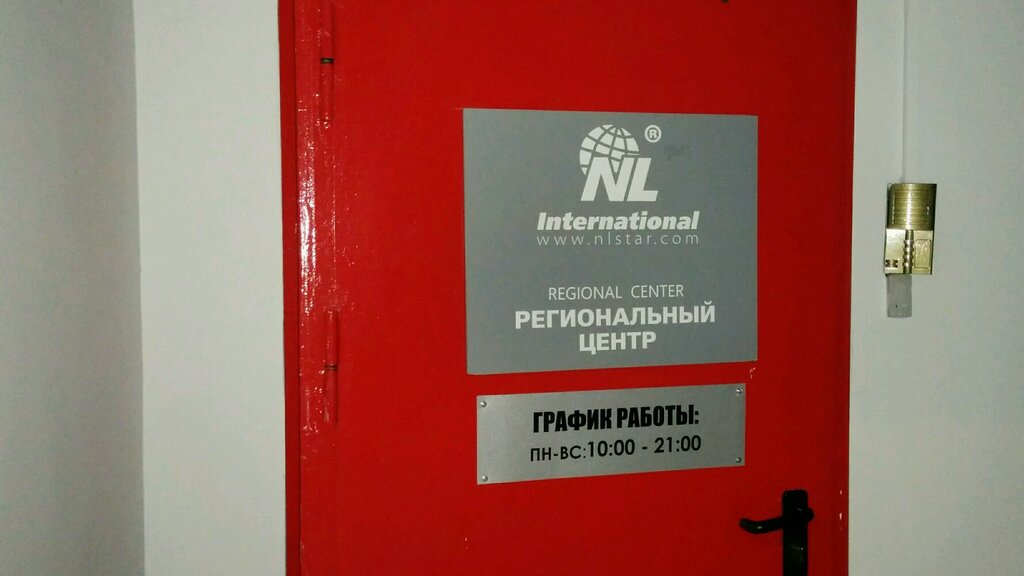 NL®
International
www.nlstar.com
REGIONAL CENTER
РЕГИОНАЛЬНЫЙ
ЦЕНТР
ГРАФИК РАБОТЫ:
ПН-ВС:10:00 - 21:00